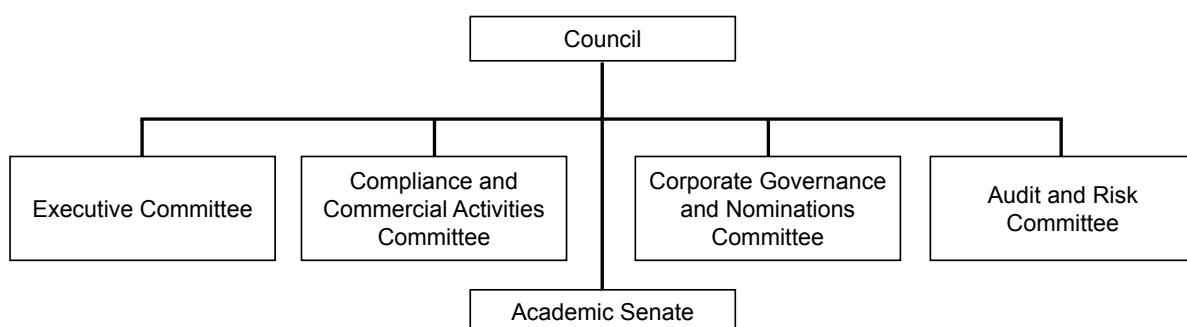 Council
Executive Committee
Compliance and
Commercial Activities
Committee
Corporate Governance
and Nominations
Committee
Audit and Risk
Committee
Academic Senate